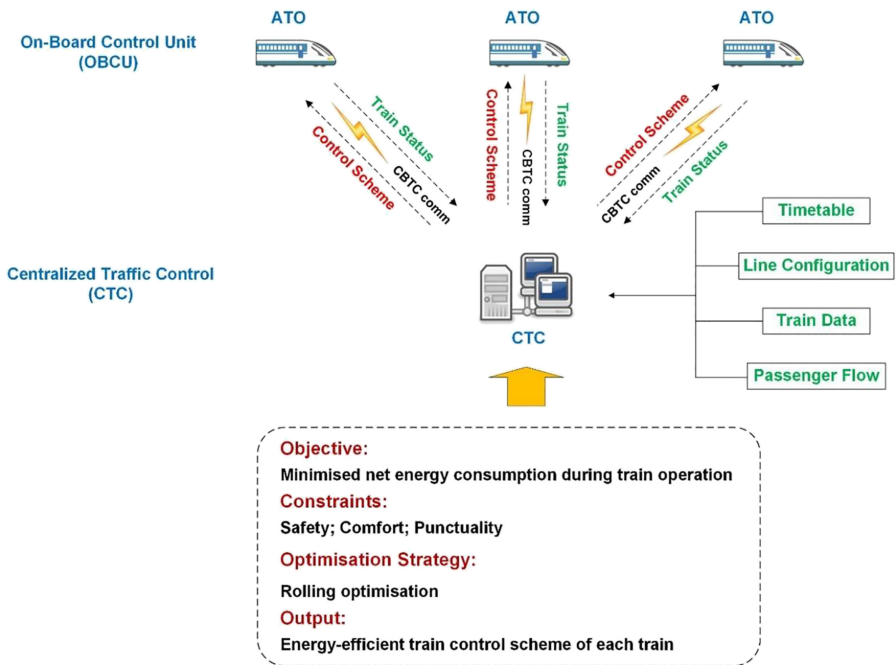 ATO
ATO
ATO
On-Board Control Unit
(OBCU)
Train Status
Control Scheme
CBTC comm
Control Scheme
CBTC comm
Train Status
Control Scheme
CBTC comm
Train Status
Timetable
Line Configuration
Train Data
Passenger Flow
Centralized Traffic Control
(CTC)
CTC
Objective:
Minimised net energy consumption during train operation
Constraints:
Safety; Comfort; Punctuality
Optimisation Strategy:
Rolling optimisation
Output:
Energy-efficient train control scheme of each train